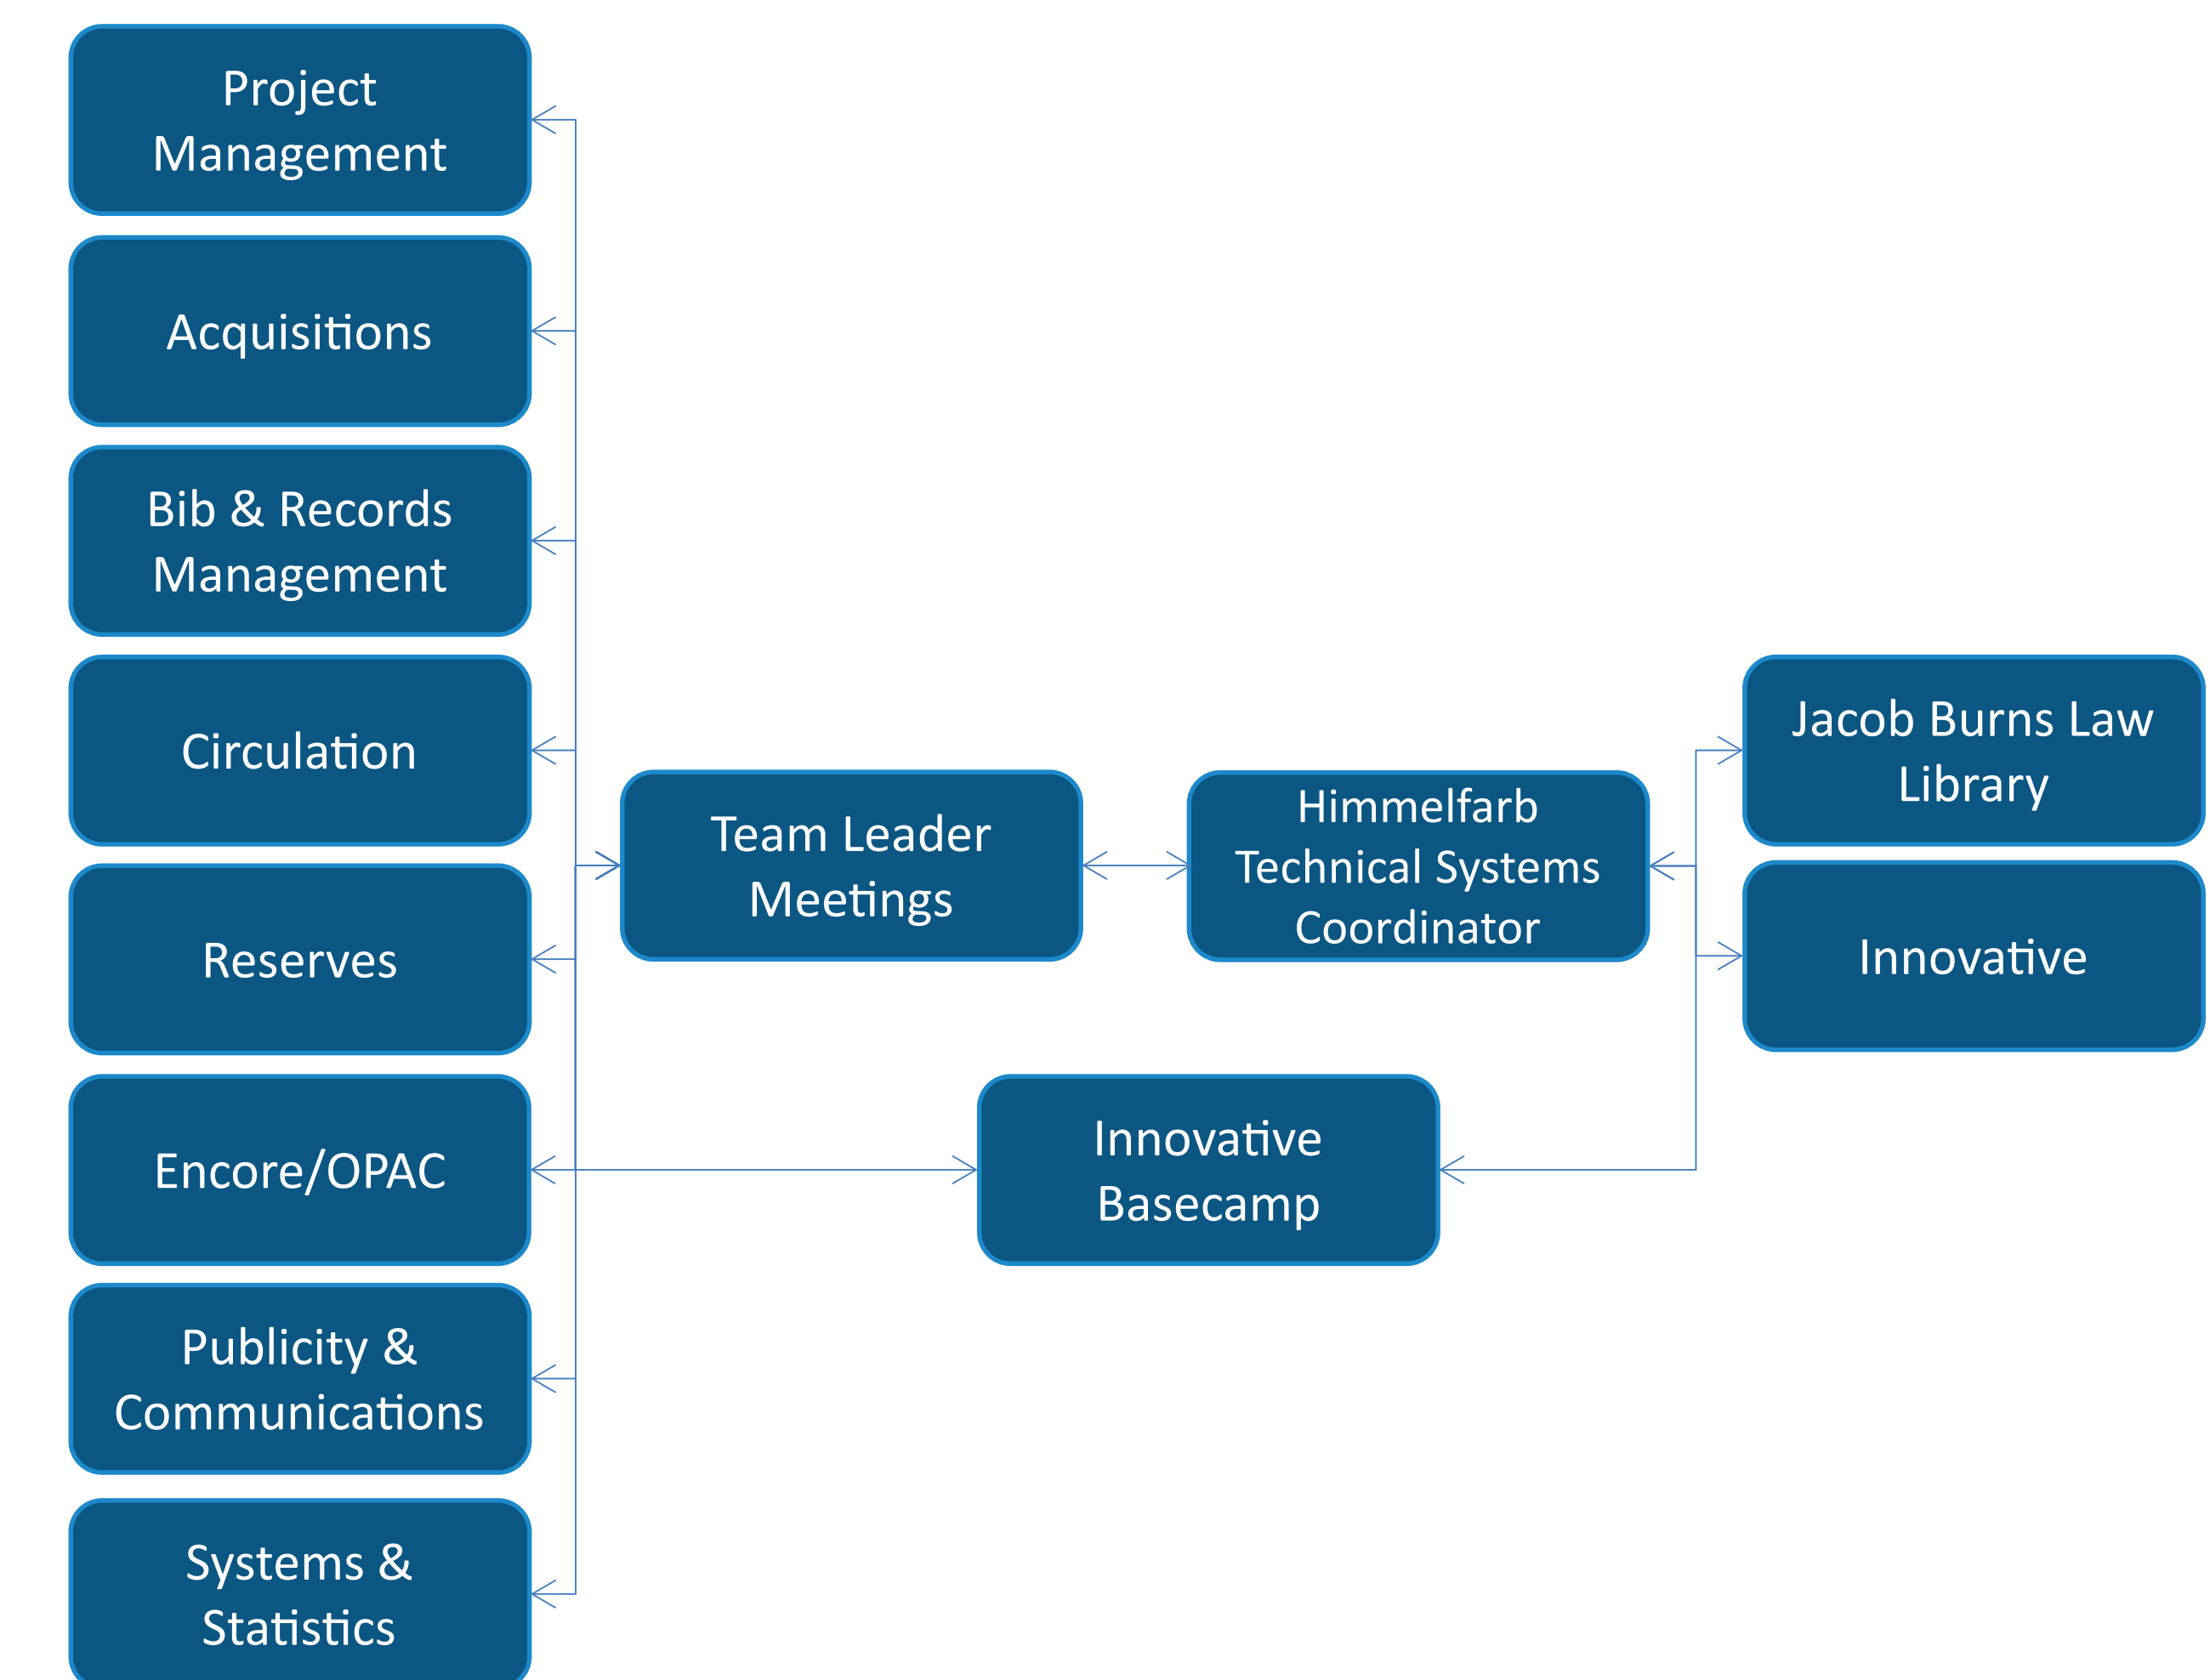 Project
Management
Acquisitions
Bib & Records
Management
Circulation
Reserves
Encore/OPAC
Publicity &
Communications
Systems &
Statistics
Team Leader
Meetings
Himmelfarb
Technical Systems
Coordinator
Innovative
Basecamp
Jacob Burns Law
Library
Innovative